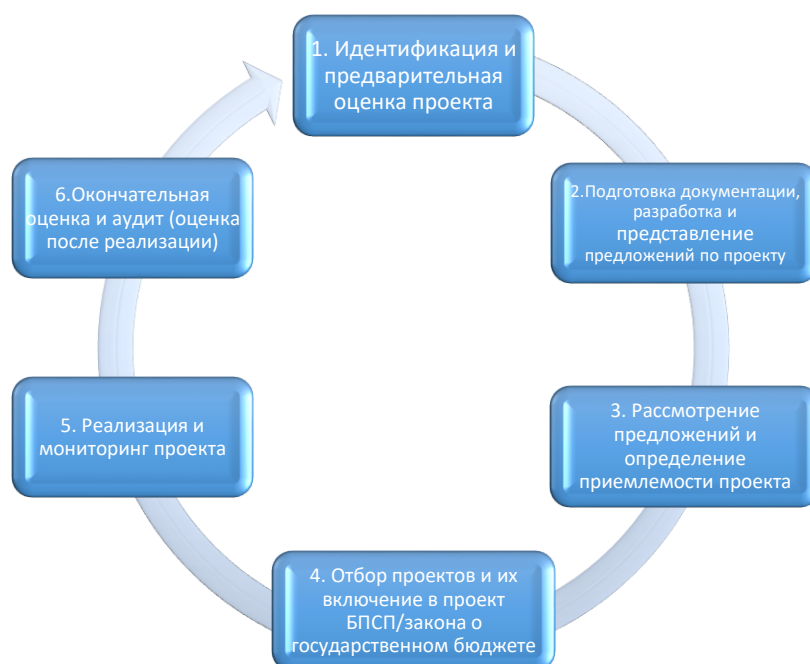 1. Идентификация и
предварительная
оценка проекта
2.Подготовка документации,
разработка и
представление
предложений по проекту
3. Рассмотрение
предложений и
определение
приемлемости проекта
4. Отбор проектов и их
включение в проект
БПСП/закона о
государственном бюджете
5. Реализация и
мониторинг проекта
6.Окончательная
оценка и аудит (оценка
после реализации)